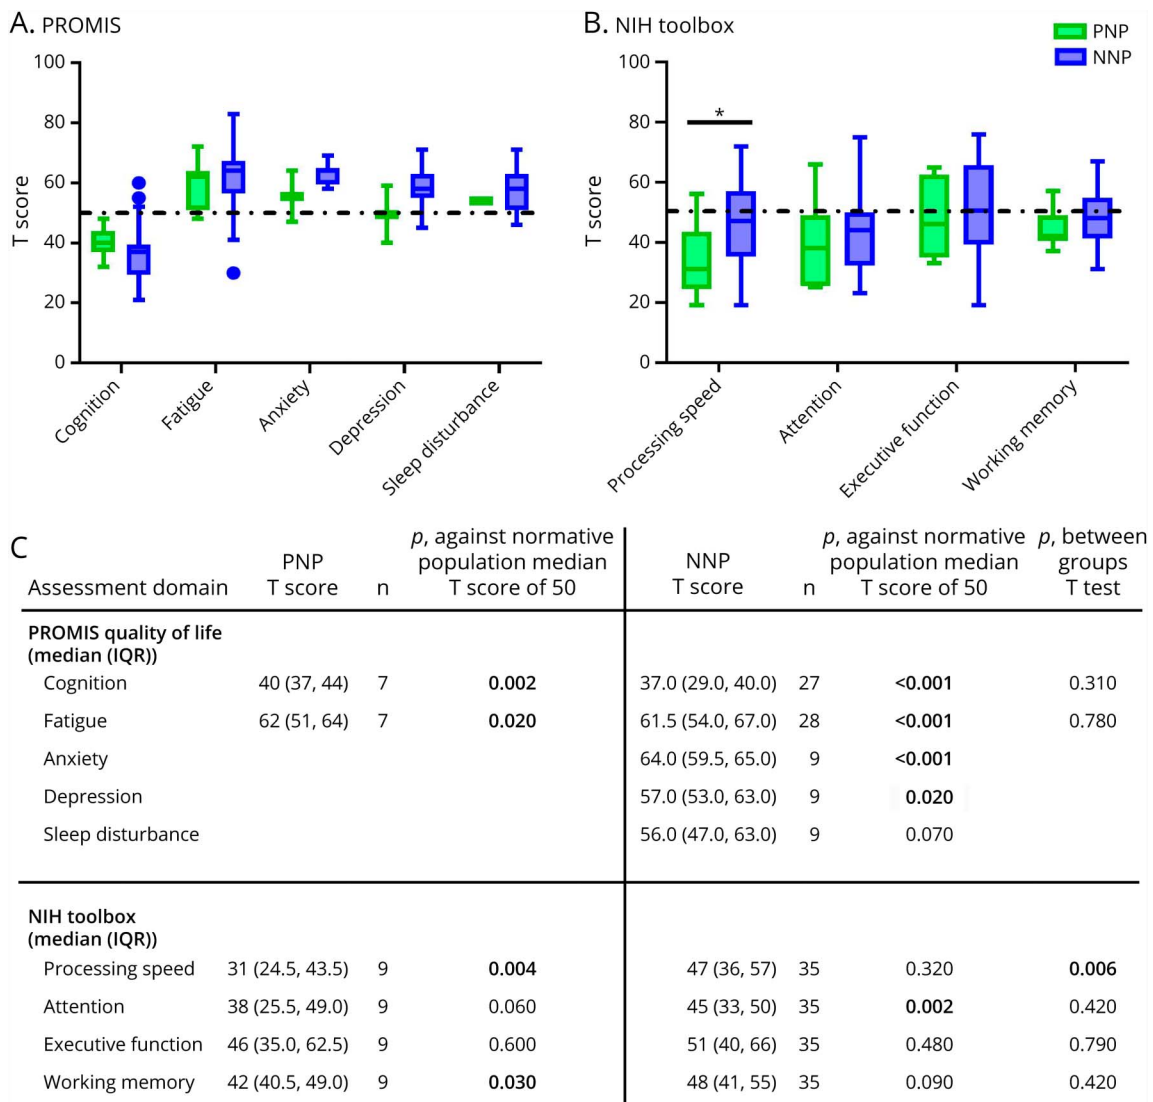 A. PROMIS
B. NIH toolbox
PNP
NNP
100
80
60
40
20
0
T score
Cognition
Fatigue
Anxiety
Depression
Sleep disturbance
100
80
60
40
20
0
T score
*
Processing speed
Attention
Executive function
Working memory
C
Assessment domain
PNP
T score
n
p, against normative
population median
T score of 50
NNP
T score
n
p, against normative
population median
T score of 50
p, between
groups
T test
PROMIS quality of life
(median (IQR))
Cognition 40 (37, 44) 7 0.002 37.0 (29.0, 40.0) 27 <0.001 0.310
Fatigue 62 (51, 64) 7 0.020 61.5 (54.0, 67.0) 28 <0.001 0.780
Anxiety 64.0 (59.5, 65.0) 9 <0.001
Depression 57.0 (53.0, 63.0) 9 0.020
Sleep disturbance 56.0 (47.0, 63.0) 9 0.070
NIH toolbox
(median (IQR))
Processing speed 31 (24.5, 43.5) 9 0.004 47 (36, 57) 35 0.320 0.006
Attention 38 (25.5, 49.0) 9 0.060 45 (33, 50) 35 0.002 0.420
Executive function 46 (35.0, 62.5) 9 0.600 51 (40, 66) 35 0.480 0.790
Working memory 42 (40.5, 49.0) 9 0.030 48 (41, 55) 35 0.090 0.420